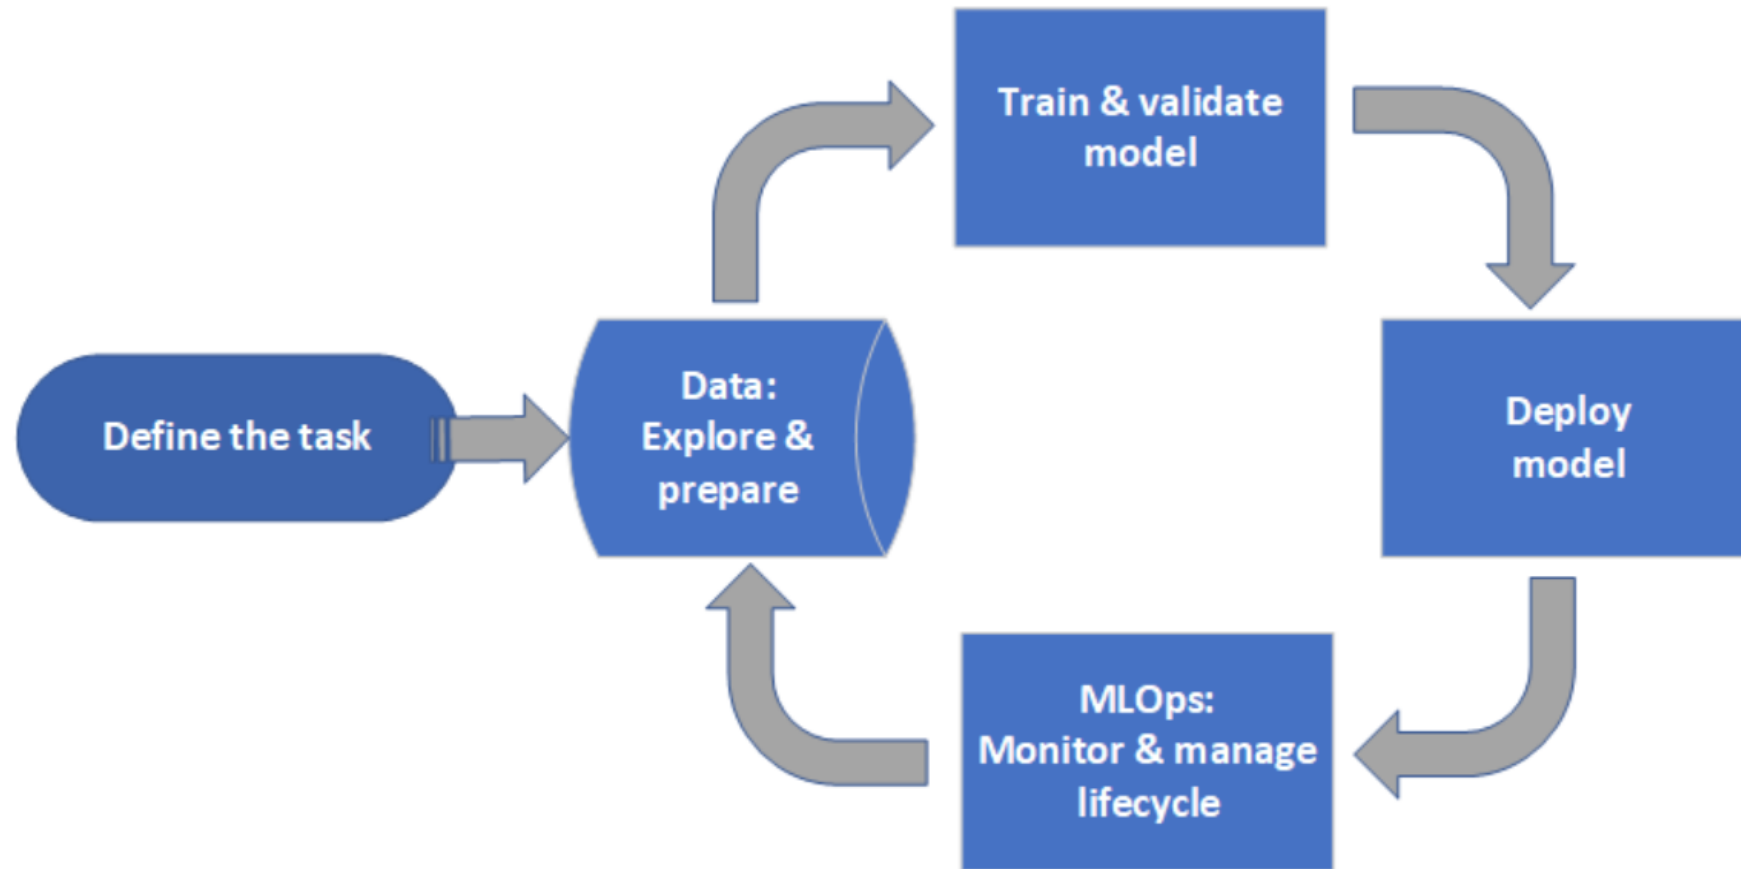 Define the task
Data:
Explore &
prepare
Train & validate
model
Deploy
model
MLOps:
Monitor & manage
lifecycle